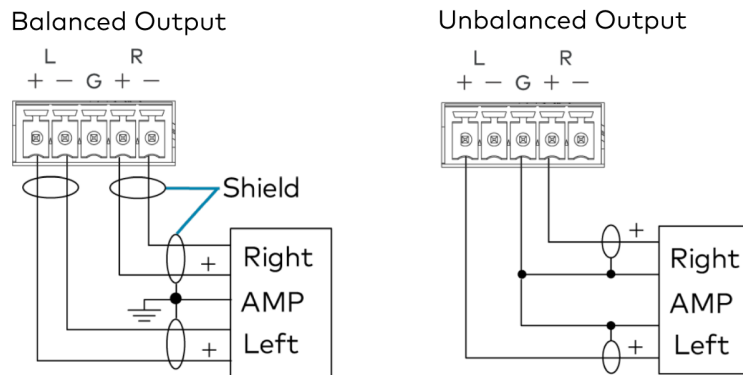 Balanced Output
L R
+ − G + −
Shield
+ Right
AMP
+ Left
Unbalanced Output
L R
+ − G + −
+
Right
AMP
+ Left